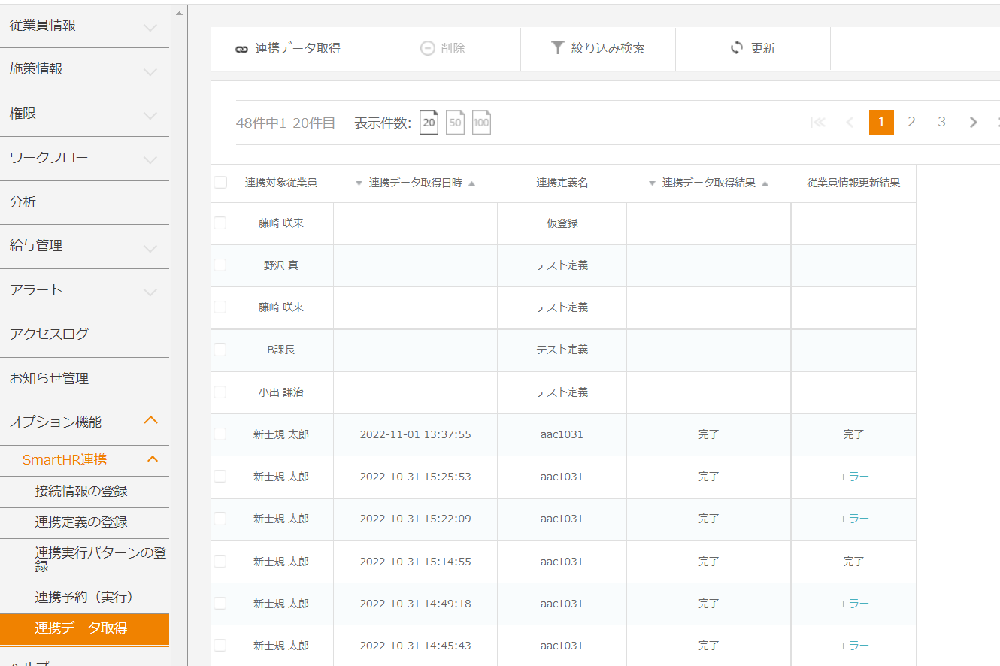 従業員情報
施策情報
権限
ワークフロー
分析
給与管理
アラート
アクセスログ
お知らせ管理
オプション機能
SmartHR連携
接続情報の登録
連携定義の登録
連携実行パターンの登
録
連携予約（実行）
連携データ取得
ヘルプ
連携データ取得 削除 絞り込み検索 更新
48件中1-20件目 表示件数: 20 50 100 1 2 3
連携対象従業員 連携データ取得日時 連携定義名 連携データ取得結果 従業員情報更新結果
藤崎 咲来 仮登録
野沢 真 テスト定義
藤崎 咲来 テスト定義
B課長 テスト定義
小出 謙治 テスト定義
新士規 太郎 2022-11-01 13:37:55 aac1031 完了 完了
新士規 太郎 2022-10-31 15:25:53 aac1031 完了 エラー
新士規 太郎 2022-10-31 15:22:09 aac1031 完了 エラー
新士規 太郎 2022-10-31 15:14:55 aac1031 完了 完了
新士規 太郎 2022-10-31 14:49:18 aac1031 完了 エラー
新士規 太郎 2022-10-31 14:45:43 aac1031 完了 エラー